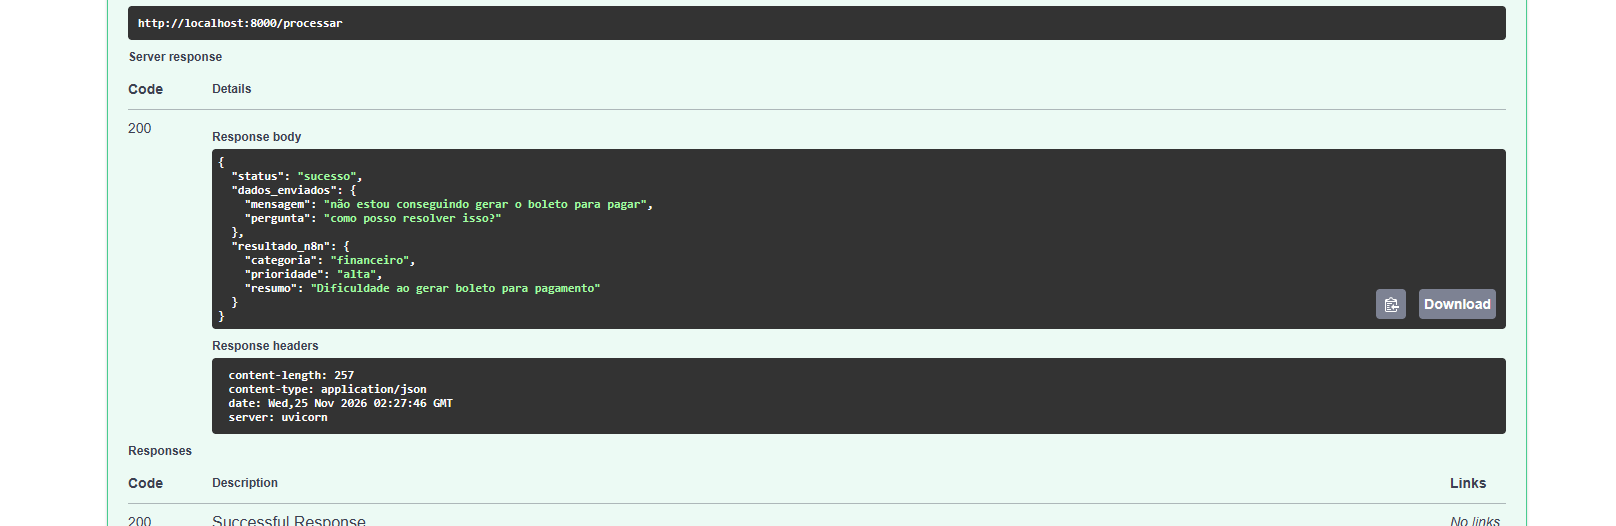 http://localhost:8000/processar
Server response
Code Details
200
Response body
{
  "status": "sucesso",
  "dados_enviados": {
    "mensagem": "não estou conseguindo gerar o boleto para pagar",
    "pergunta": "como posso resolver isso?"
  },
  "resultado_n8n": {
    "categoria": "financeiro",
    "prioridade": "alta",
    "resumo": "Dificuldade ao gerar boleto para pagamento"
  }
}
Download
Response headers
content-length: 257
content-type: application/json
date: Wed,25 Nov 2026 02:27:46 GMT
server: uvicorn
Responses
Code Description Links
200 Successful Response No links